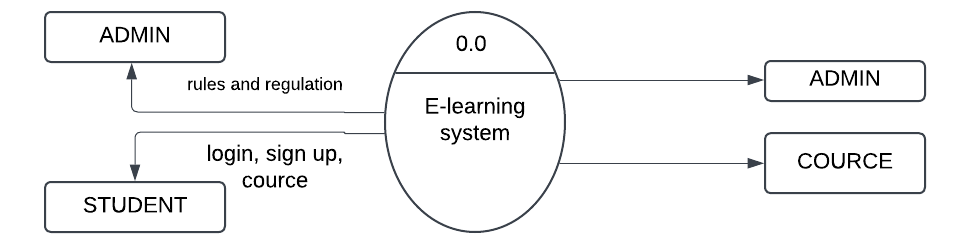 ADMIN
rules and regulation
login, sign up,
cource
STUDENT
0.0
E-learning
system
ADMIN
COURCE